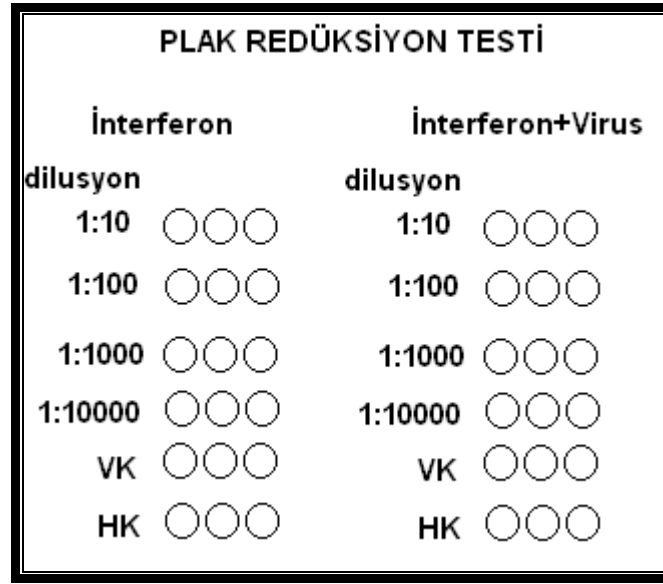 PLAK REDÜKSİYON TESTİ
İnterferon İnterferon+Virus
dilusyon dilusyon
1:10 1:10
1:100 1:100
1:1000 1:1000
1:10000 1:10000
VK VK
HK HK